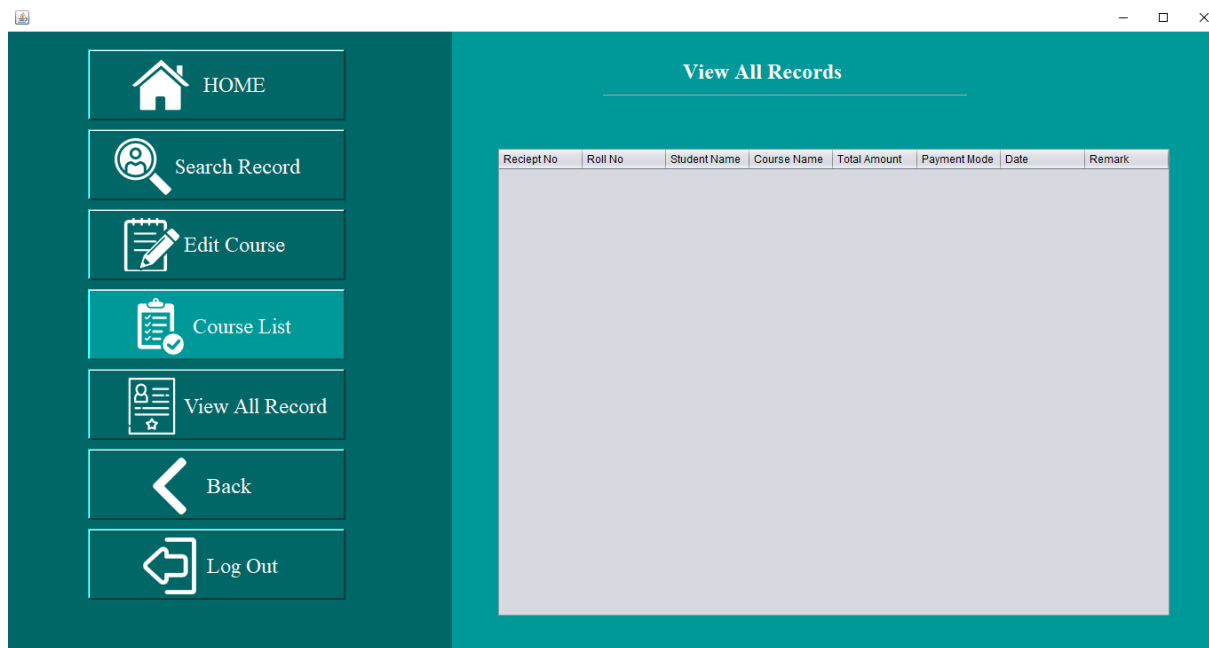 HOME
Search Record
Edit Course
Course List
View All Record
Back
Log Out
View All Records
Reciept No Roll No Student Name Course Name Total Amount Payment Mode Date Remark